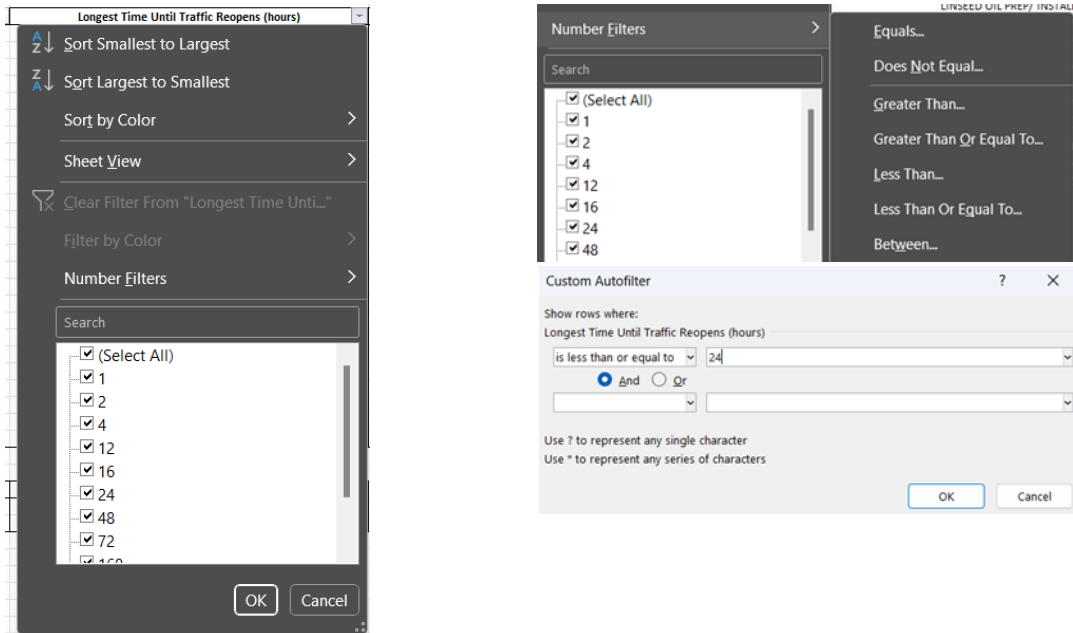 Longest Time Until Traffic Reopens (hours)
Sort Smallest to Largest
Sort Largest to Smallest
Sort by Color
Sheet View
Clear Filter From "Longest Time Unti..."
Filter by Color
Number Filters
Search
(Select All)
1
2
4
12
16
24
48
72
OK
Cancel
LINSEED OIL PREP/ INSTAL
Number Filters
Search
(Select All)
1
2
4
12
16
24
48
Equals...
Does Not Equal...
Greater Than...
Greater Than Or Equal To...
Less Than...
Less Than Or Equal To...
Between...
Custom Autofilter
Show rows where:
Longest Time Until Traffic Reopens (hours)
is less than or equal to 24
And Or
Use ? to represent any single character
Use * to represent any series of characters
OK Cancel